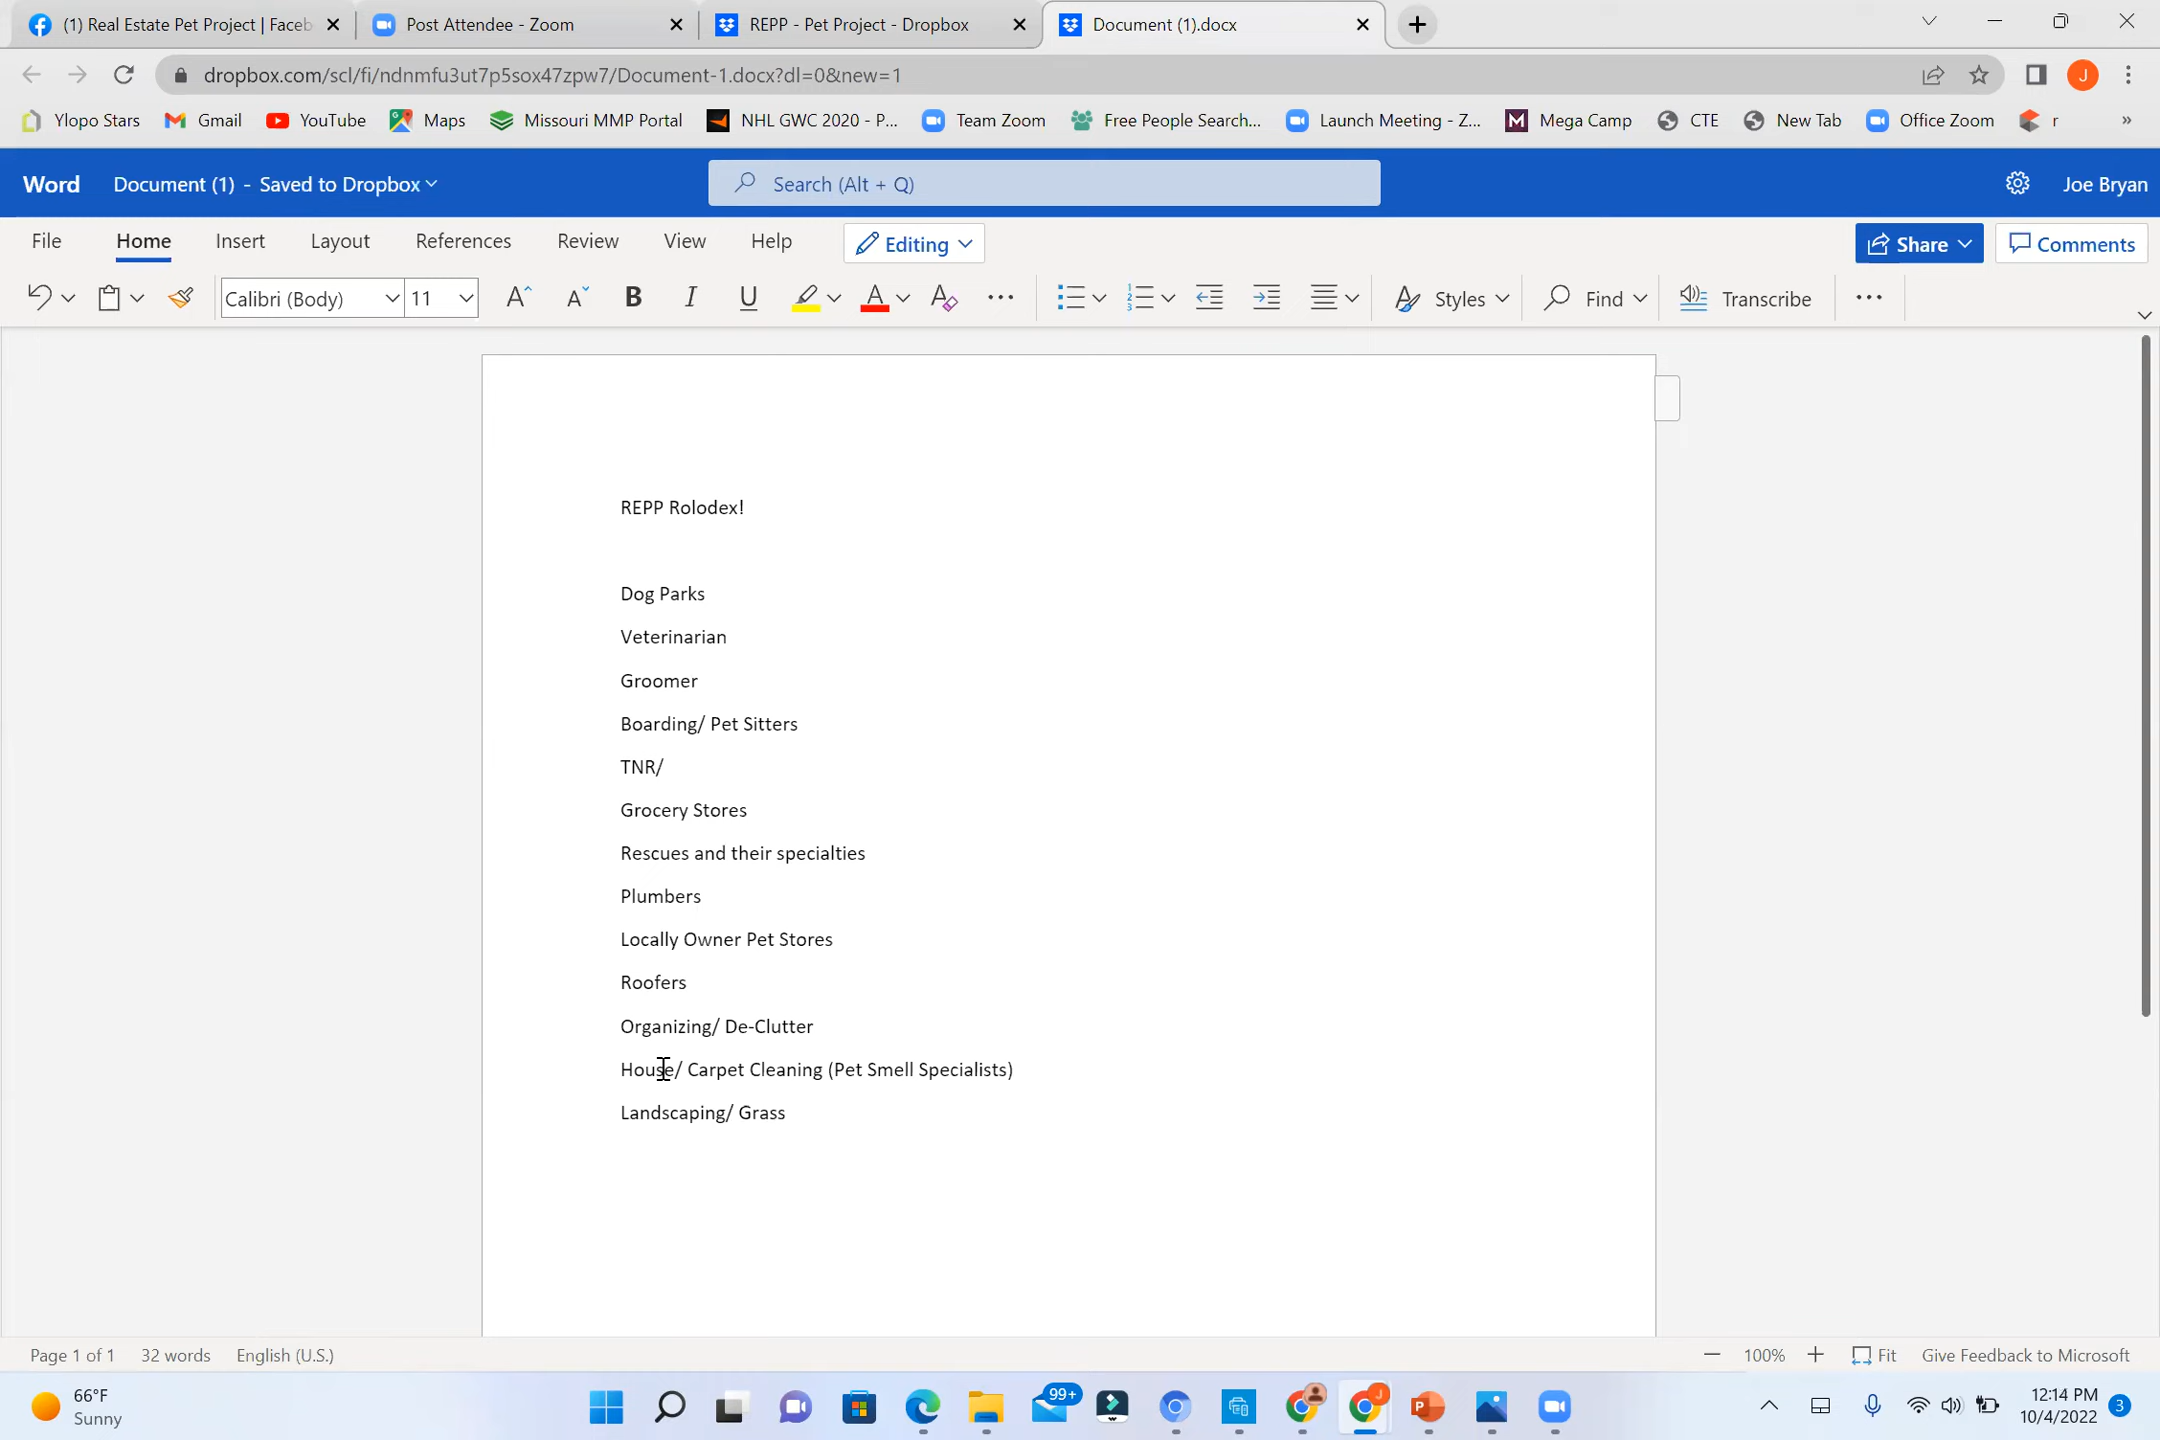 (1) Real Estate Pet Project | Faceb
Post Attendee - Zoom
REPP - Pet Project - Dropbox
Document (1).docx
dropbox.com/scl/fi/ndnmfu3ut7p5sox47zpw7/Document-1.docx?dl=0&new=1
J
Ylopo Stars
Gmail
YouTube
Maps
Missouri MMP Portal
NHL GWC 2020 - P...
Team Zoom
Free People Search...
Launch Meeting - Z...
Mega Camp
CTE
New Tab
Office Zoom
r
»
Word
Document (1) - Saved to Dropbox
Search (Alt + Q)
Joe Bryan
File
Home
Insert
Layout
References
Review
View
Help
Editing
Share
Comments
Calibri (Body)
11
Styles
Find
Transcribe
REPP Rolodex!
Dog Parks
Veterinarian
Groomer
Boarding/ Pet Sitters
TNR/
Grocery Stores
Rescues and their specialties
Plumbers
Locally Owner Pet Stores
Roofers
Organizing/ De-Clutter
House/ Carpet Cleaning (Pet Smell Specialists)
Landscaping/ Grass
Page 1 of 1
32 words
English (U.S.)
100%
Fit
Give Feedback to Microsoft
66°F
Sunny
99+
12:14 PM
10/4/2022
3